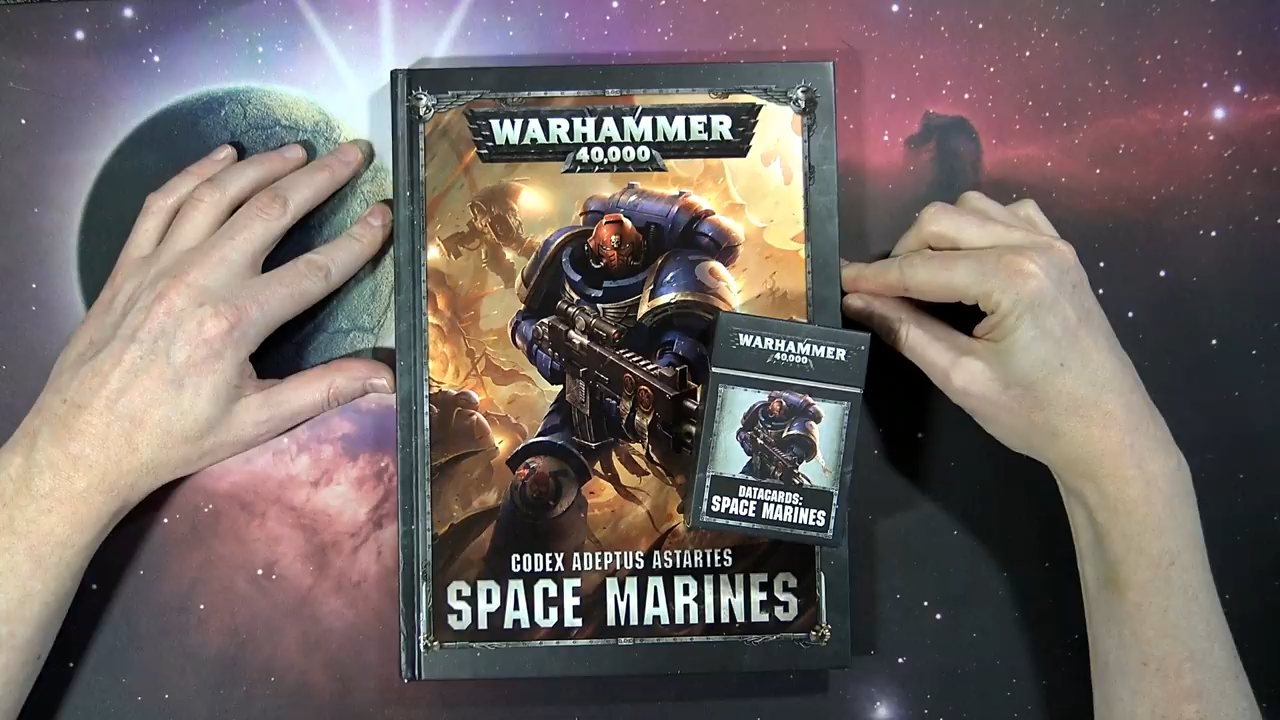 WARHAMMER
40,000
WARHAMMER
40,000
DATACARDS:
SPACE MARINES
CODEX ADEPTUS ASTARTES
SPACE MARINES